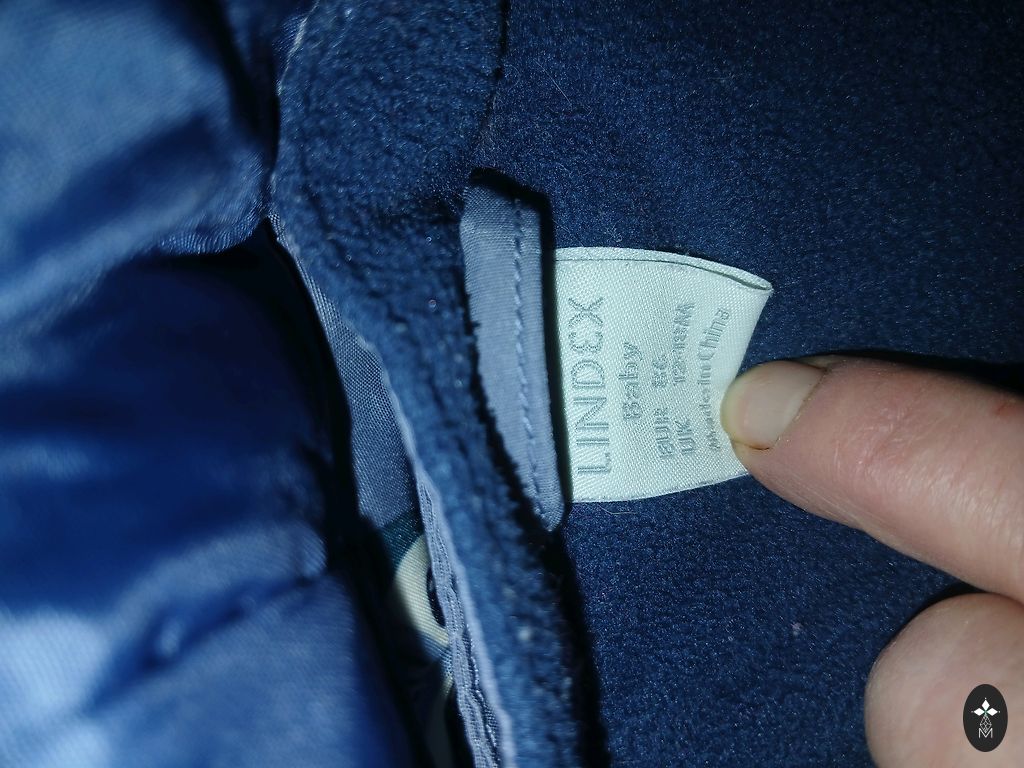 LINDEX
Baby
EUR 86
UK 12-18M
Made in China
M